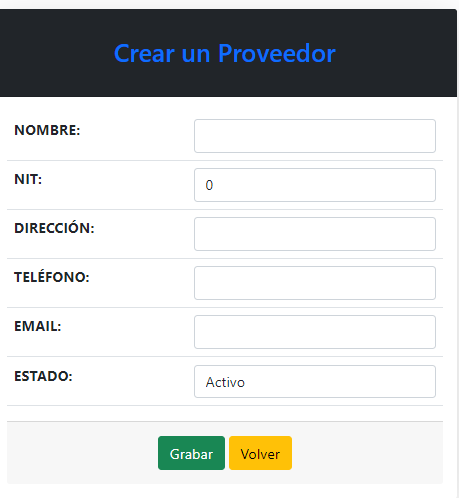 Crear un Proveedor
NOMBRE:
NIT: 0
DIRECCIÓN:
TELÉFONO:
EMAIL:
ESTADO: Activo
Grabar Volver